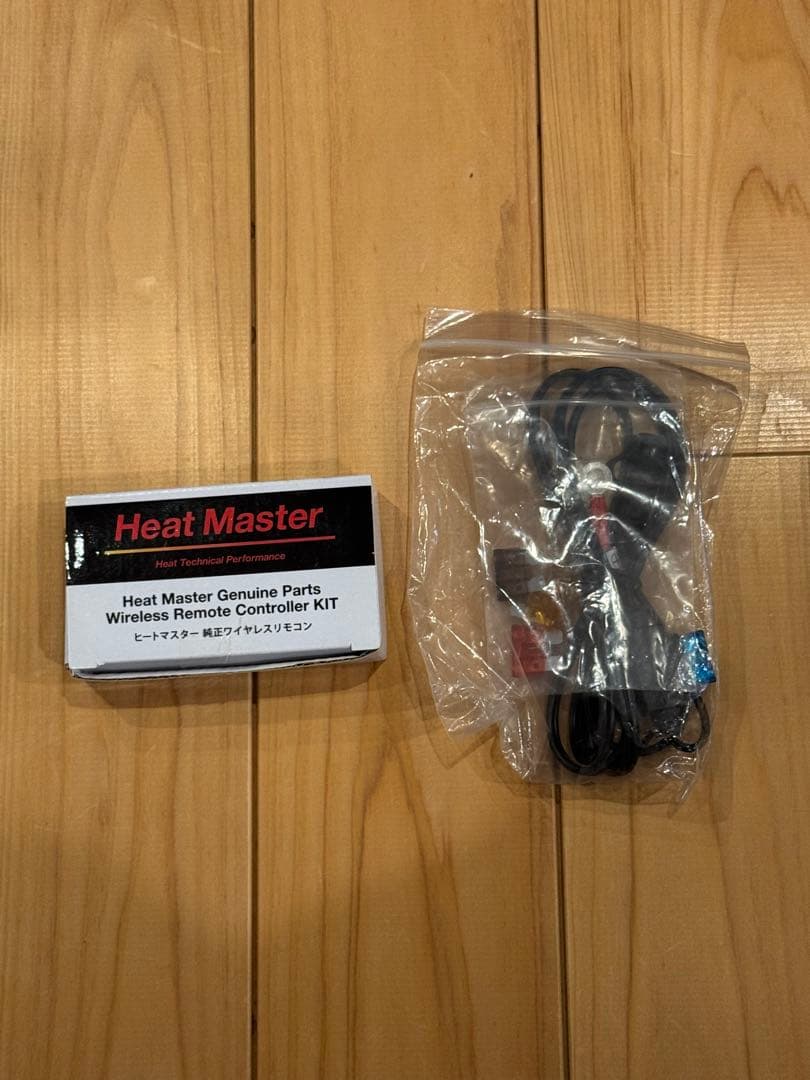 Heat Master
Heat Technical Performance
Heat Master Genuine Parts
Wireless Remote Controller KIT
ヒートマスター 純正ワイヤレスリモコン